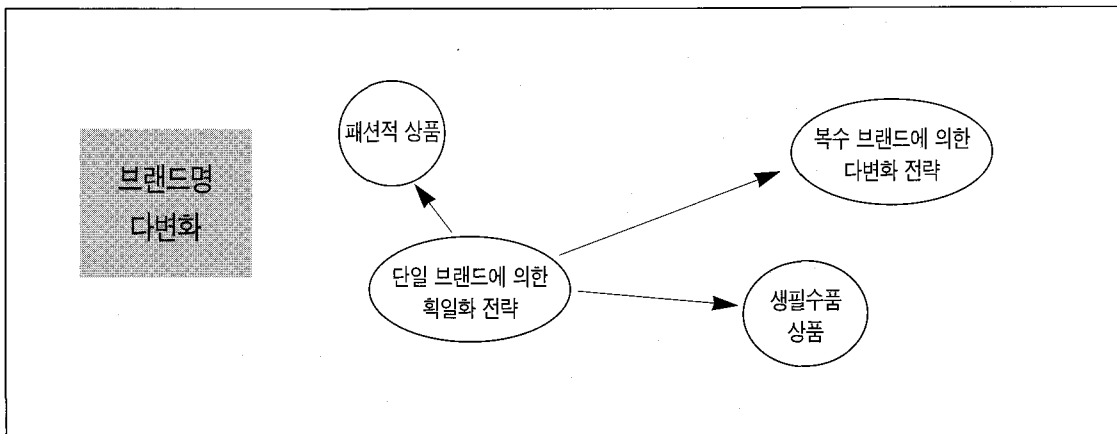 브랜드명
다변화
패션적 상품
복수 브랜드에 의한
다변화 전략
단일 브랜드에 의한
획일화 전략
생필수품
상품